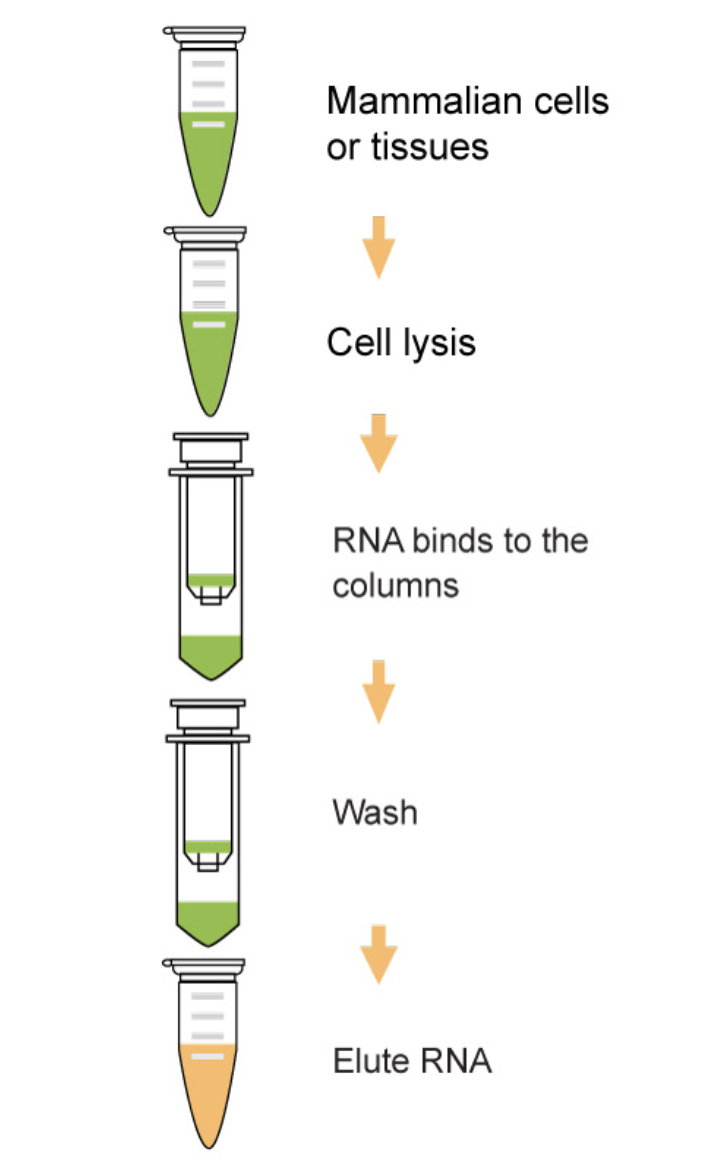 Mammalian cells
or tissues
Cell lysis
RNA binds to the
columns
Wash
Elute RNA